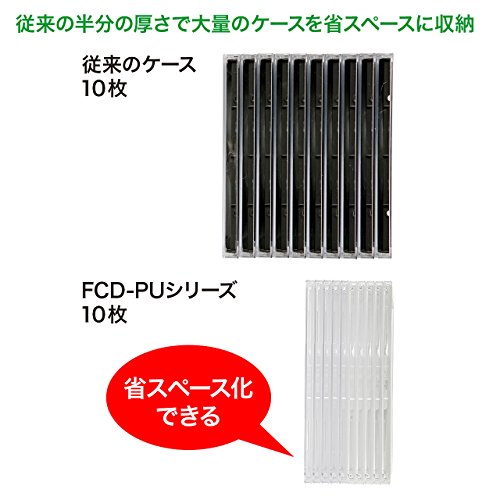 従来の半分の厚さで大量のケースを省スペースに収納
従来のケース
10枚
FCD-PUシリーズ
10枚
省スペース化
できる